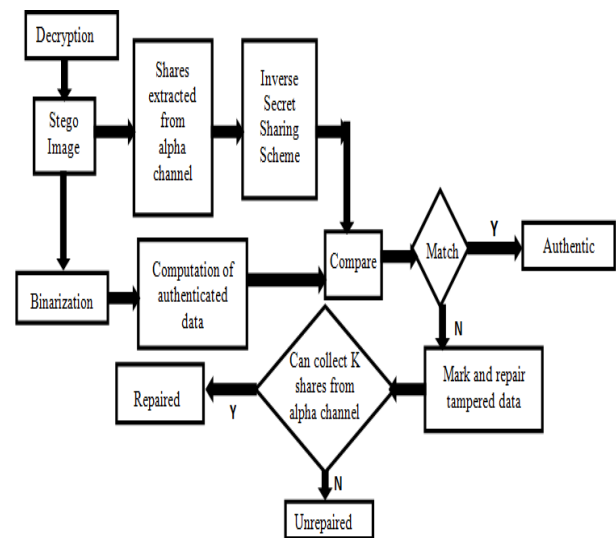 Decryption
Stego
Image
Shares
extracted
from
alpha
channel
Inverse
Secret
Sharing
Scheme
Binarization
Computation of
authenticated
data
Compare
Match
Y
Authentic
N
Mark and repair
tampered data
Can collect K
shares from
alpha channel
Y
Repaired
N
Unrepaired